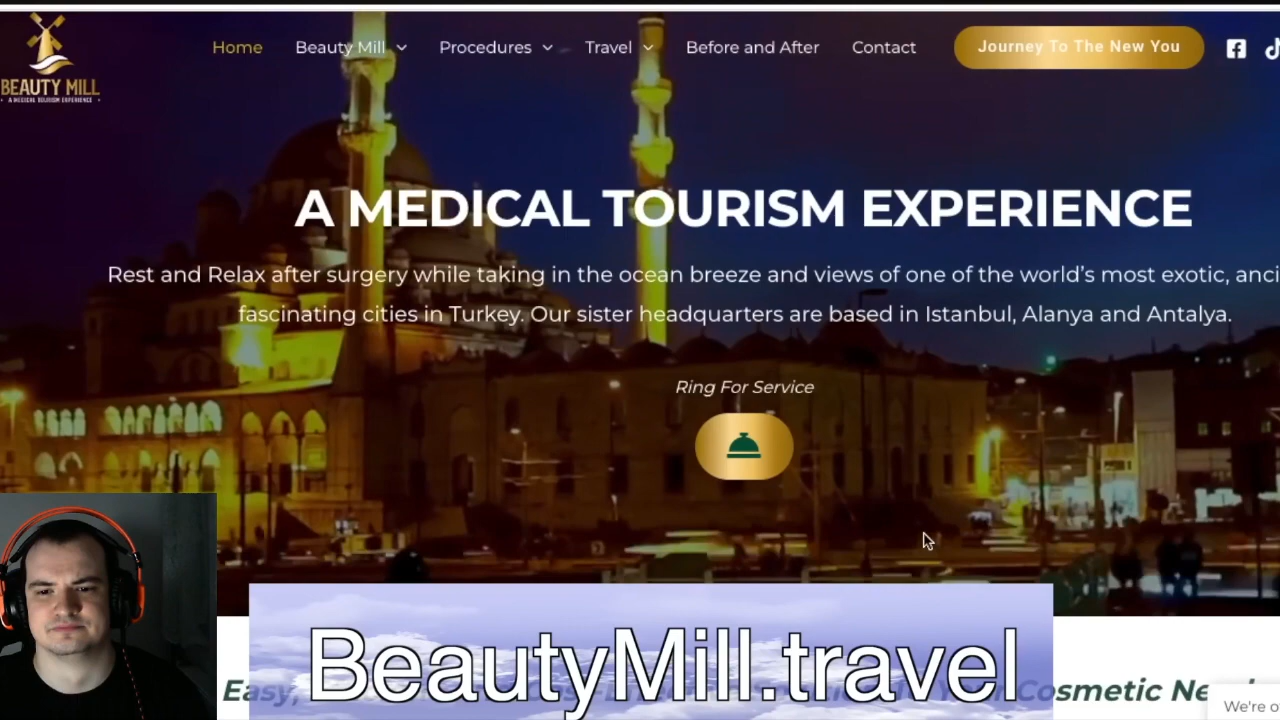 BEAUTY MILL
A MEDICAL TOURISM EXPERIENCE
Home Beauty Mill Procedures Travel Before and After Contact Journey To The New You
A MEDICAL TOURISM EXPERIENCE
Rest and Relax after surgery while taking in the ocean breeze and views of one of the world's most exotic, anci
fascinating cities in Turkey. Our sister headquarters are based in Istanbul, Alanya and Antalya.
Ring For Service
BeautyMill.travel
Easy, Cosmetic Ne
We're o